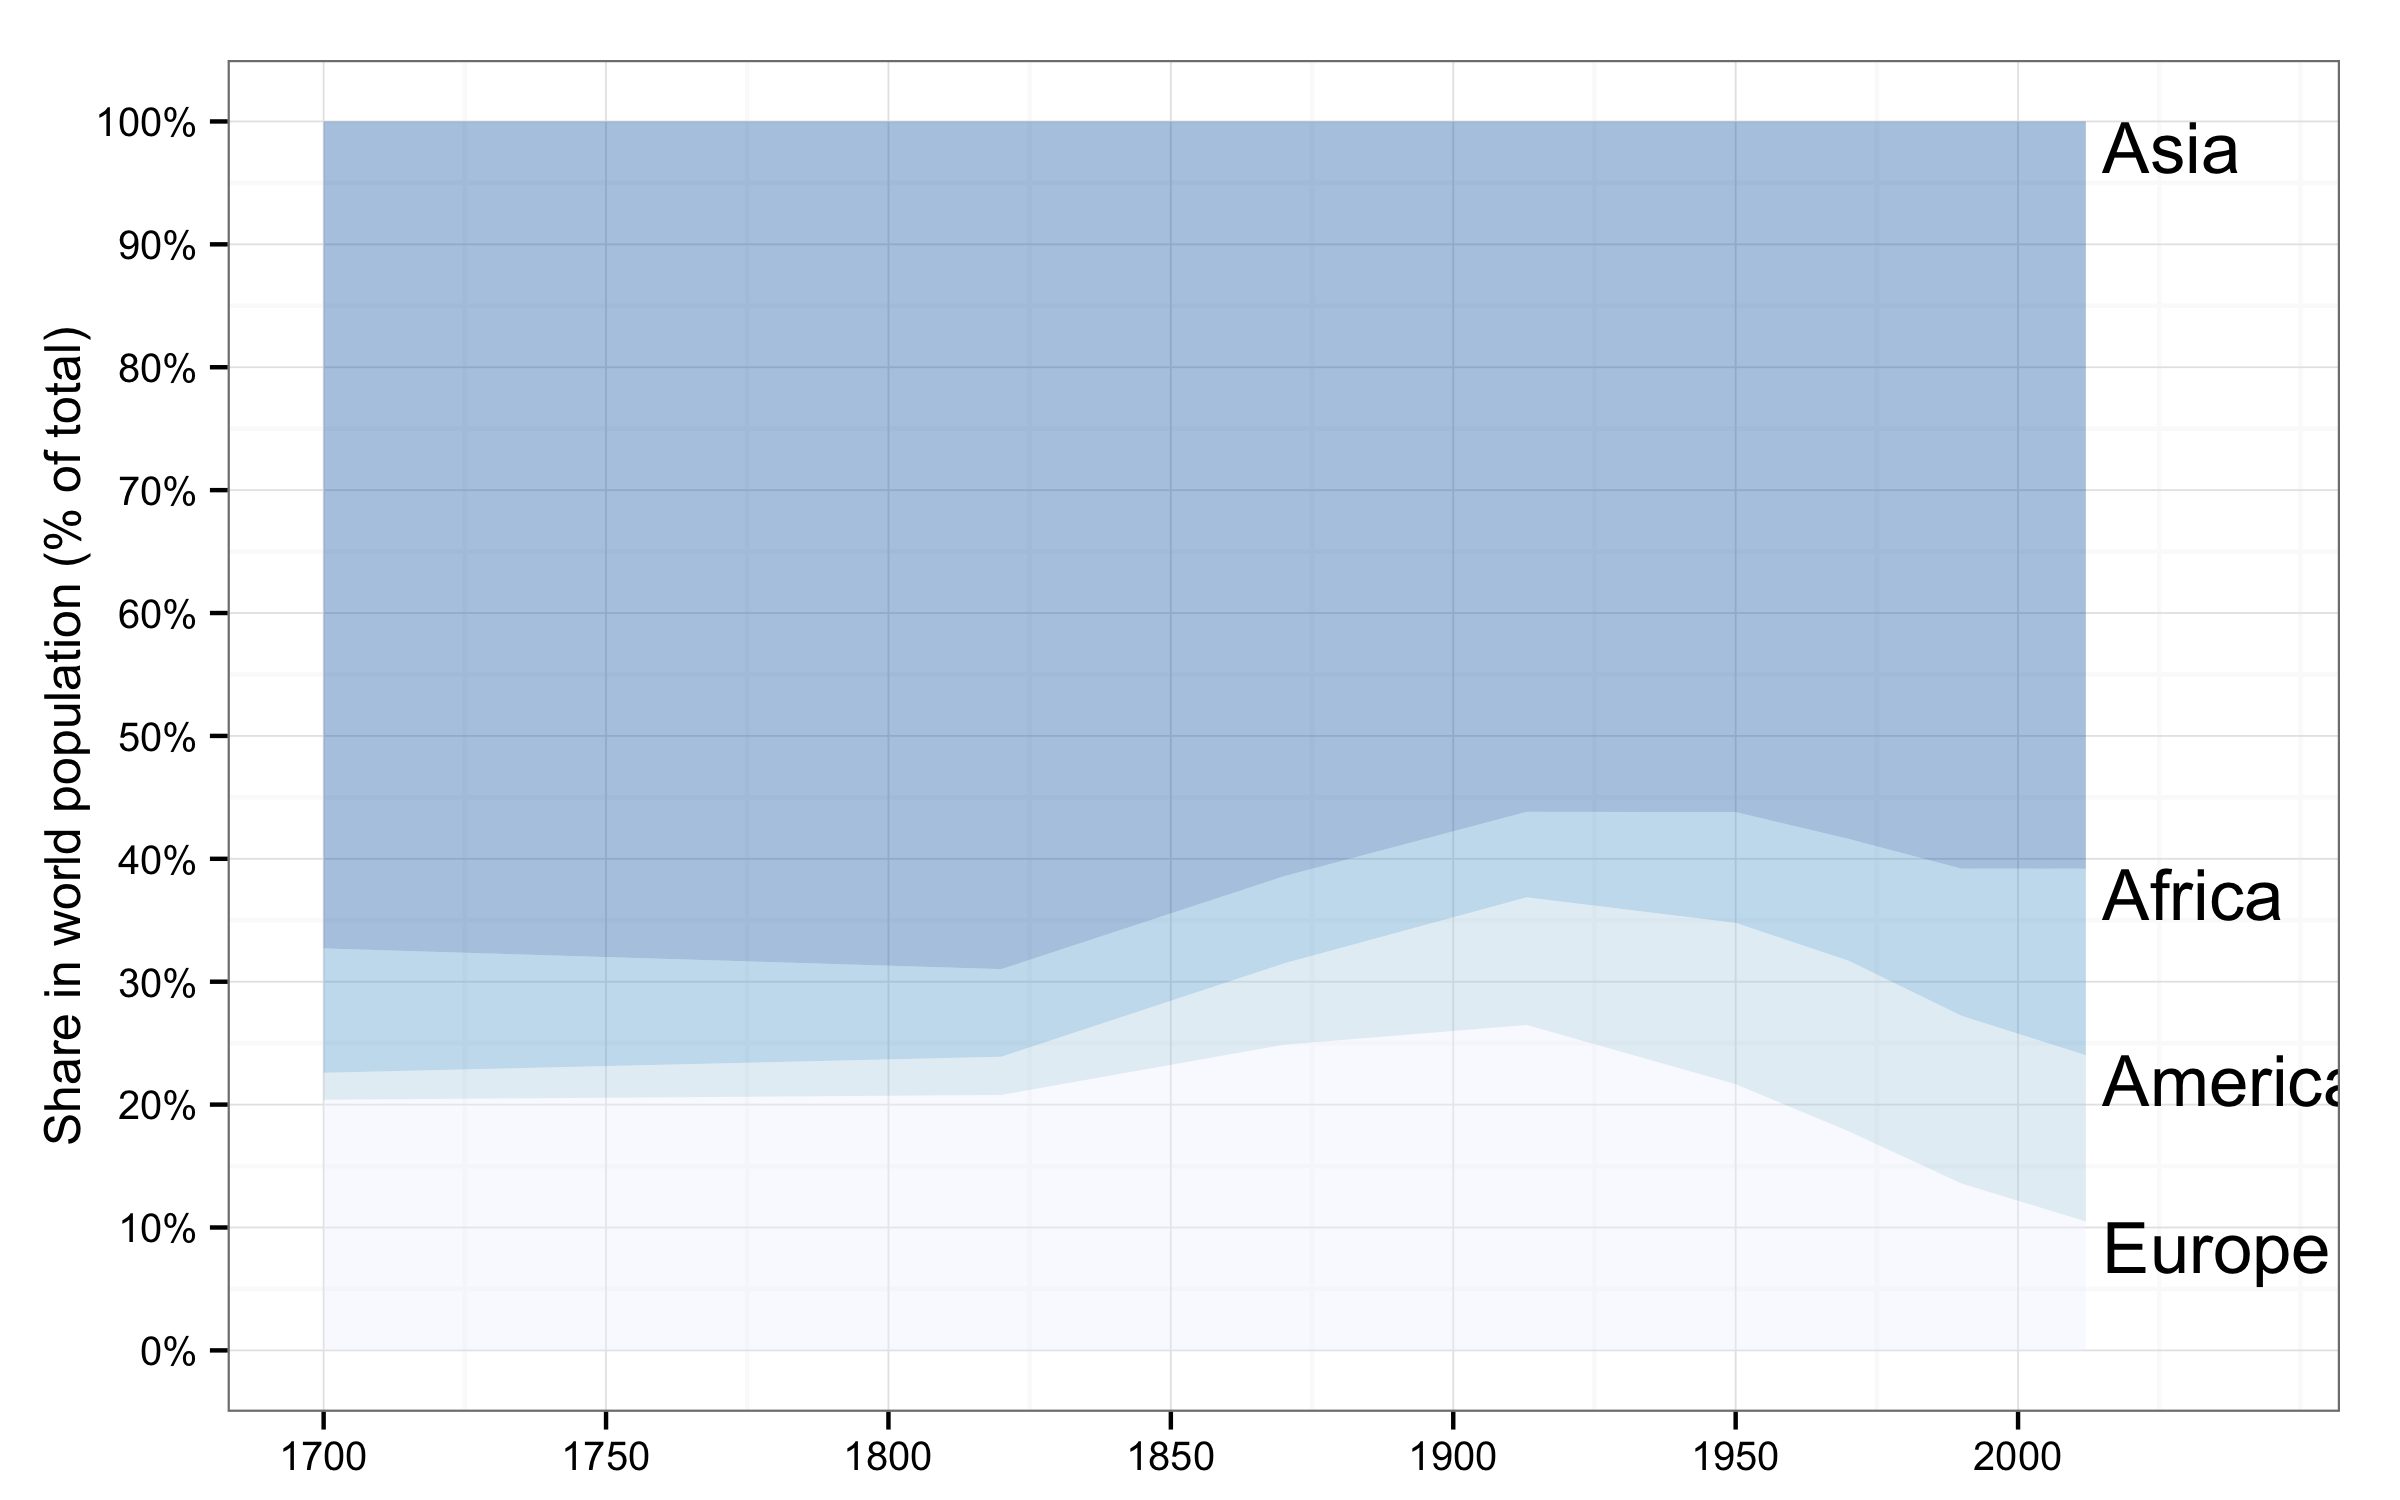 Share in world population (% of total)
100%
90%
80%
70%
60%
50%
40%
30%
20%
10%
0%
Asia
Africa
America
Europe
1700 1750 1800 1850 1900 1950 2000